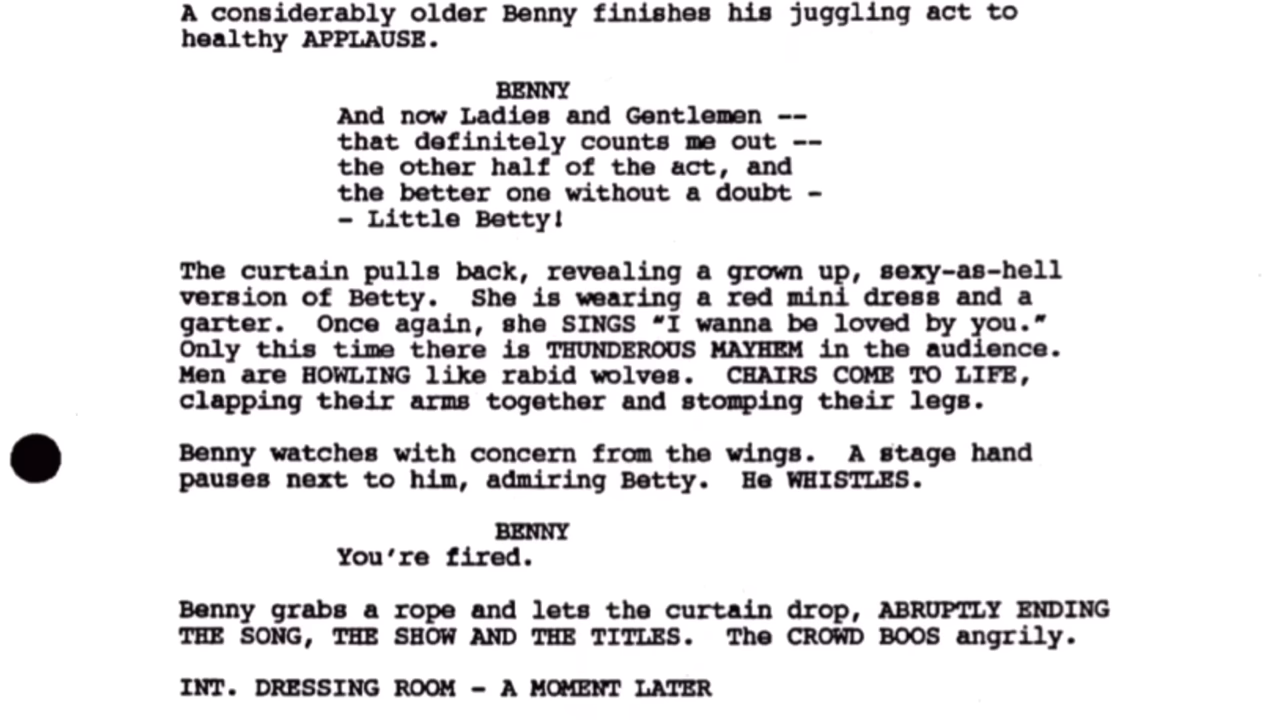 A considerably older Benny finishes his juggling act to
healthy APPLAUSE.
BENNY
And now Ladies and Gentlemen --
that definitely counts me out --
the other half of the act, and
the better one without a doubt -
- Little Betty!
The curtain pulls back, revealing a grown up, sexy-as-hell
version of Betty.  She is wearing a red mini dress and a
garter.  Once again, she SINGS "I wanna be loved by you."
Only this time there is THUNDEROUS MAYHEM in the audience.
Men are HOWLING like rabid wolves.  CHAIRS COME TO LIFE,
clapping their arms together and stomping their legs.
Benny watches with concern from the wings.  A stage hand
pauses next to him, admiring Betty.  He WHISTLES.
BENNY
You're fired.
Benny grabs a rope and lets the curtain drop, ABRUPTLY ENDING
THE SONG, THE SHOW AND THE TITLES.  The CROWD BOOS angrily.
INT. DRESSING ROOM - A MOMENT LATER